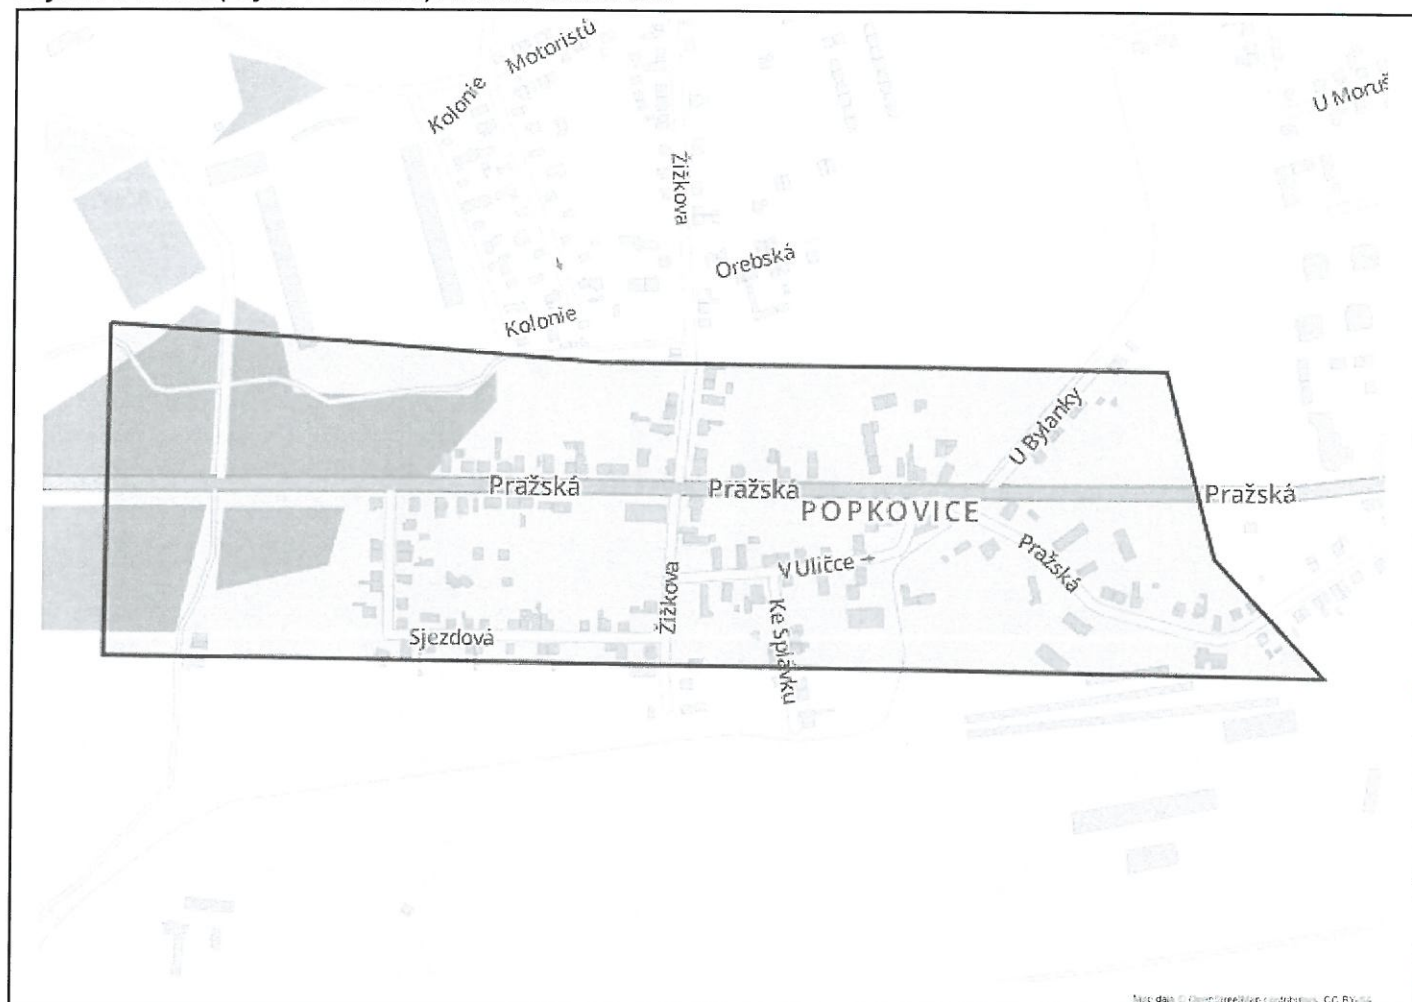 Motoristů
Kolonie
U Moruš
Žižkova
Orebská
Kolonie
U Bylanky
Pražská
Pražská
Pražská
POPKOVICE
Pražská
V Uličce
Žižkova
Ke Splávku
Sjezdová